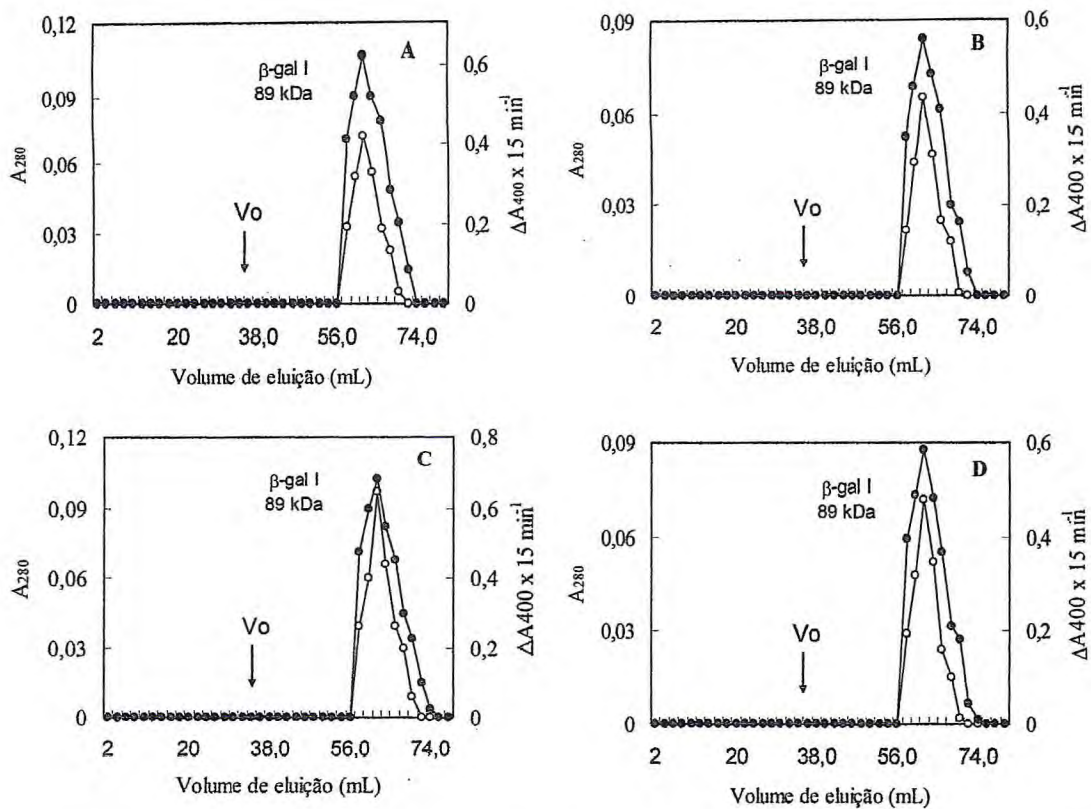 A
0,12
0,09
0,06
0,03
0
A280
0,6
0,4
0,2
0
ΔA400 x 15 min-1
β-gal I
89 kDa
Vo
2 20 38,0 56,0 74,0
Volume de eluição (mL)
B
0,09
0,06
0,03
0
A280
0,6
0,4
0,2
0
ΔA400 x 15 min-1
β-gal I
89 kDa
Vo
2 20 38,0 56,0 74,0
Volume de eluição (mL)
C
0,12
0,09
0,06
0,03
0
A280
0,8
0,6
0,4
0,2
0
ΔA400 x 15 min-1
β-gal I
89 kDa
Vo
2 20 38,0 56,0 74,0
Volume de eluição (mL)
D
0,09
0,06
0,03
0
A280
0,6
0,4
0,2
0
ΔA400 x 15 min-1
β-gal I
89 kDa
Vo
2 20 38,0 56,0 74,0
Volume de eluição (mL)